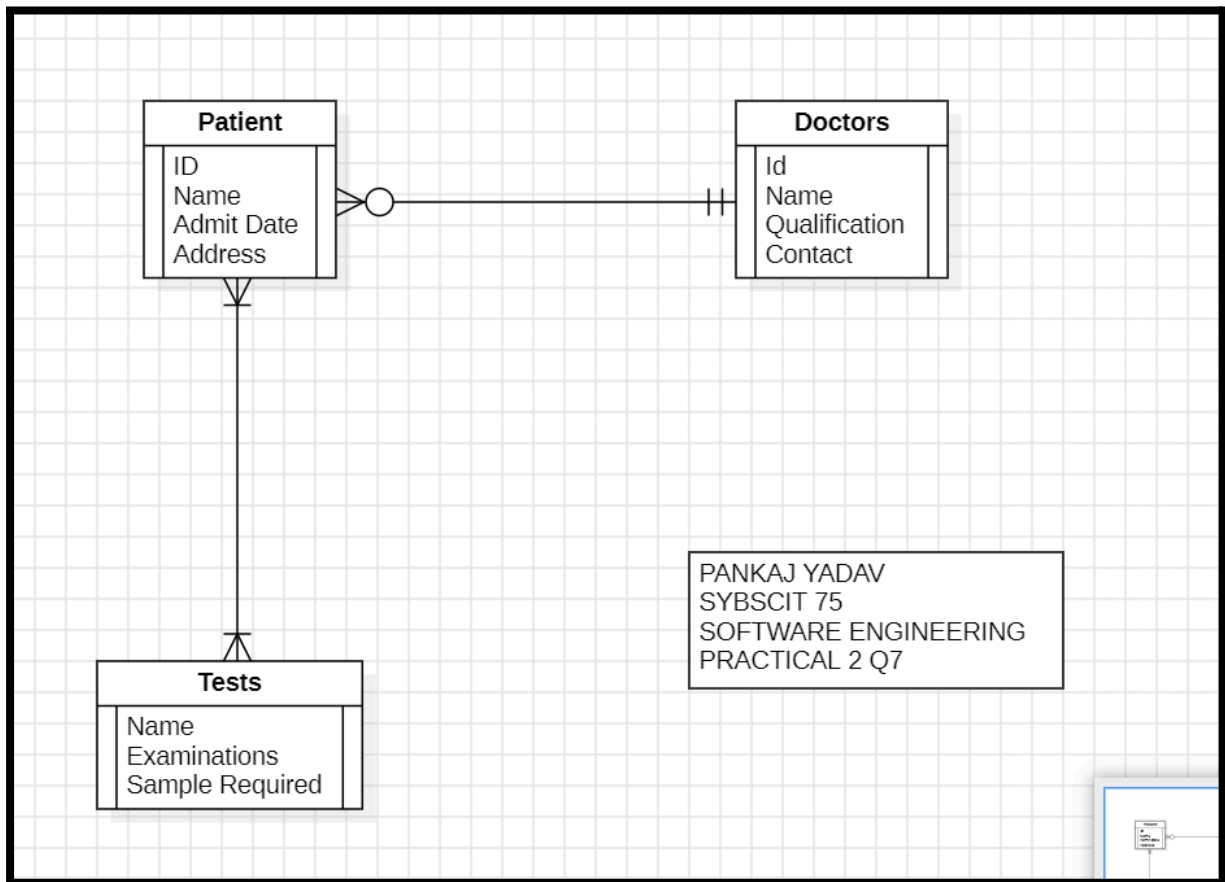 Patient
ID
Name
Admit Date
Address
Doctors
Id
Name
Qualification
Contact
Tests
Name
Examinations
Sample Required
PANKAJ YADAV
SYBSCIT 75
SOFTWARE ENGINEERING
PRACTICAL 2 Q7